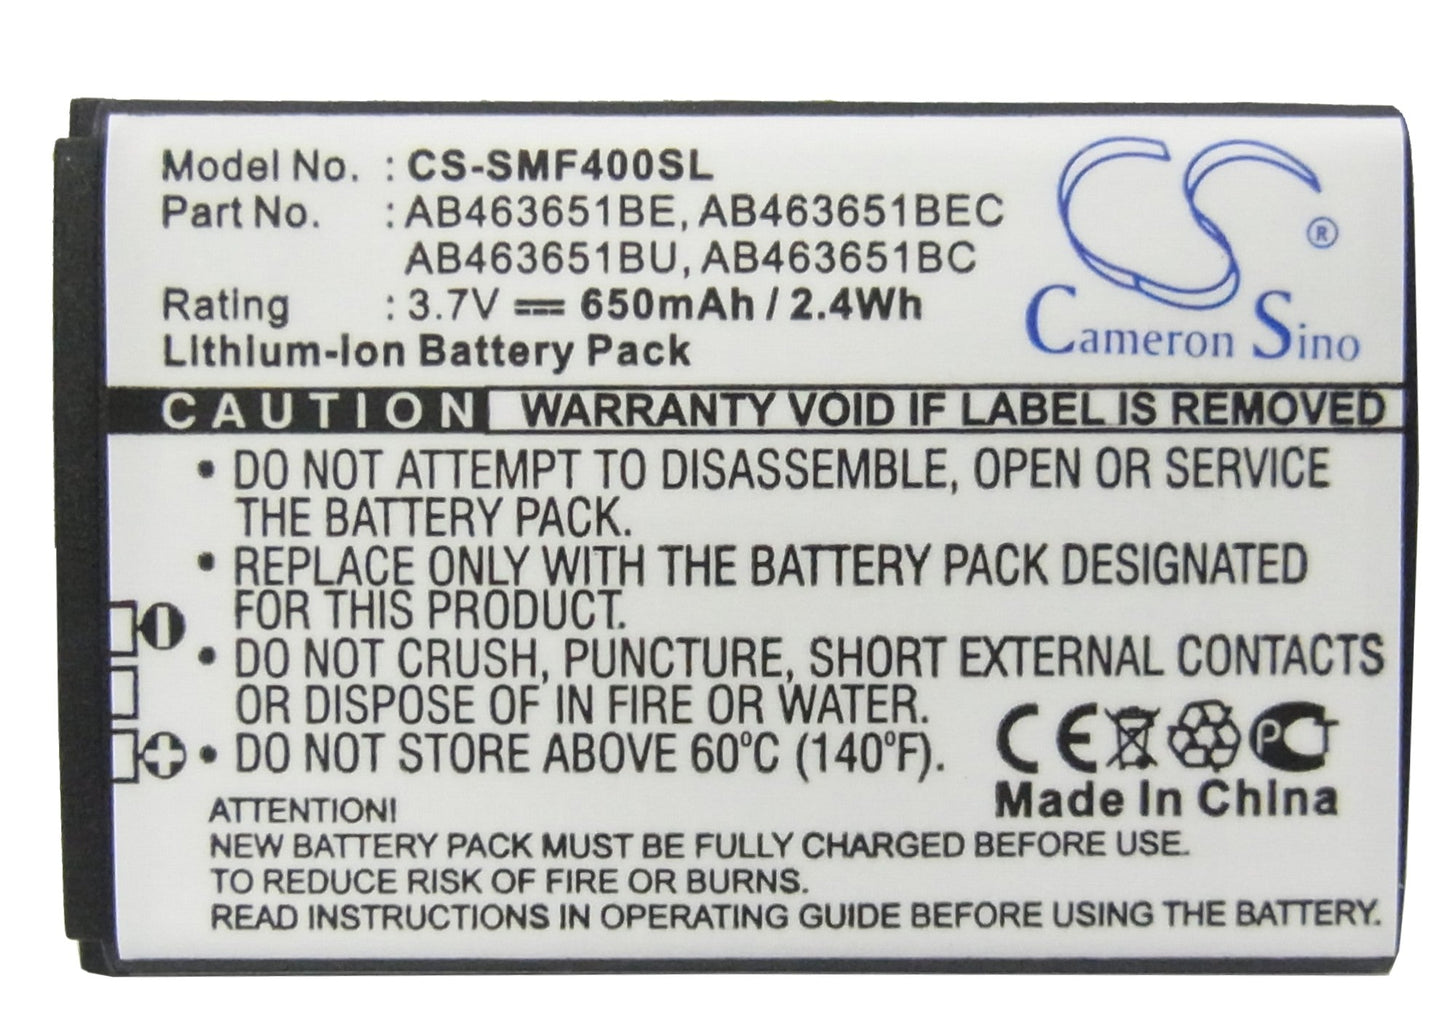 Model No. : CS-SMF400SL
Part No. : AB463651BE, AB463651BEC
AB463651BU, AB463651BC
Rating : 3.7V ⎓ 650mAh / 2.4Wh
Lithium-Ion Battery Pack
CS ®
Cameron Sino
CAUTION WARRANTY VOID IF LABEL IS REMOVED
• DO NOT ATTEMPT TO DISASSEMBLE, OPEN OR SERVICE
THE BATTERY PACK.
• REPLACE ONLY WITH THE BATTERY PACK DESIGNATED
FOR THIS PRODUCT.
• DO NOT CRUSH, PUNCTURE, SHORT EXTERNAL CONTACTS
OR DISPOSE OF IN FIRE OR WATER.
• DO NOT STORE ABOVE 60ºC (140ºF).
CE PCT
Made In China
ATTENTION!
NEW BATTERY PACK MUST BE FULLY CHARGED BEFORE USE.
TO REDUCE RISK OF FIRE OR BURNS.
READ INSTRUCTIONS IN OPERATING GUIDE BEFORE USING THE BATTERY.